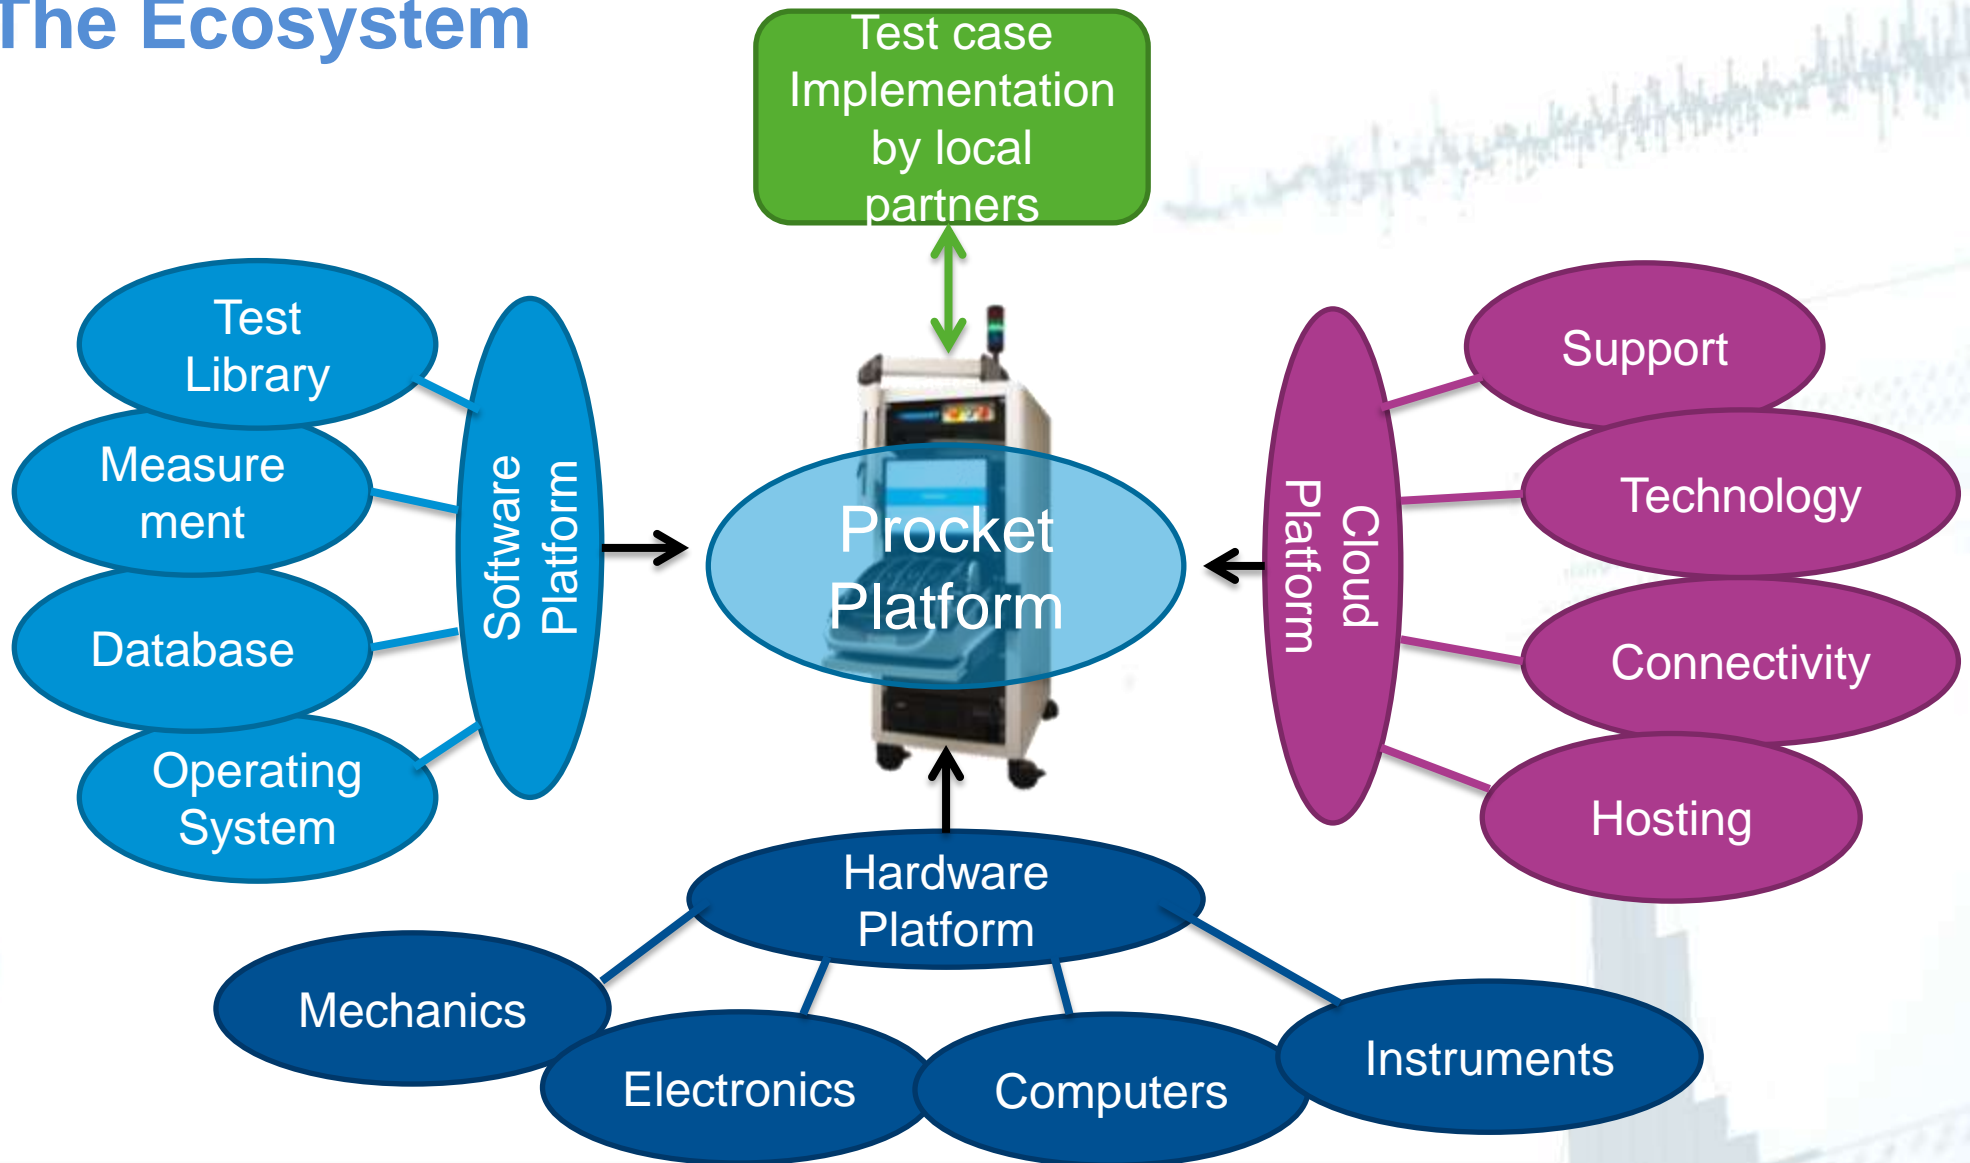 The Ecosystem
Test case
Implementation
by local
partners
Test
Library
Measure
ment
Database
Operating
System
Software
Platform
Procket
Platform
Cloud
Platform
Support
Technology
Connectivity
Hosting
Hardware
Platform
Mechanics
Electronics
Computers
Instruments